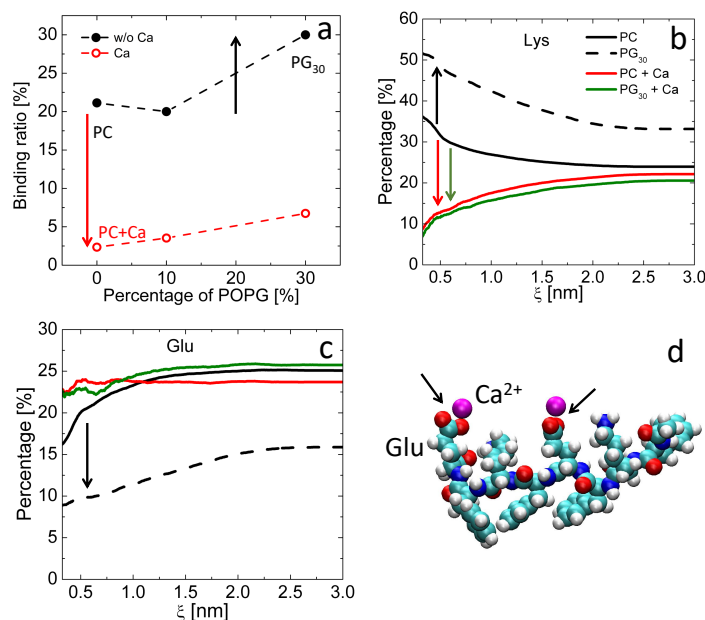 a
w/o Ca
Ca
PG30
PC
PC+Ca
Binding ratio [%]
35
30
25
20
15
10
5
0
0 10 20 30
Percentage of POPG [%]
b
Lys
PC
PG30
PC + Ca
PG30 + Ca
Percentage [%]
60
50
40
30
20
10
0
0.5 1.0 1.5 2.0 2.5 3.0
ξ [nm]
c
Glu
Percentage [%]
30
25
20
15
10
5
0
0.5 1.0 1.5 2.0 2.5 3.0
ξ [nm]
d
Ca2+
Glu